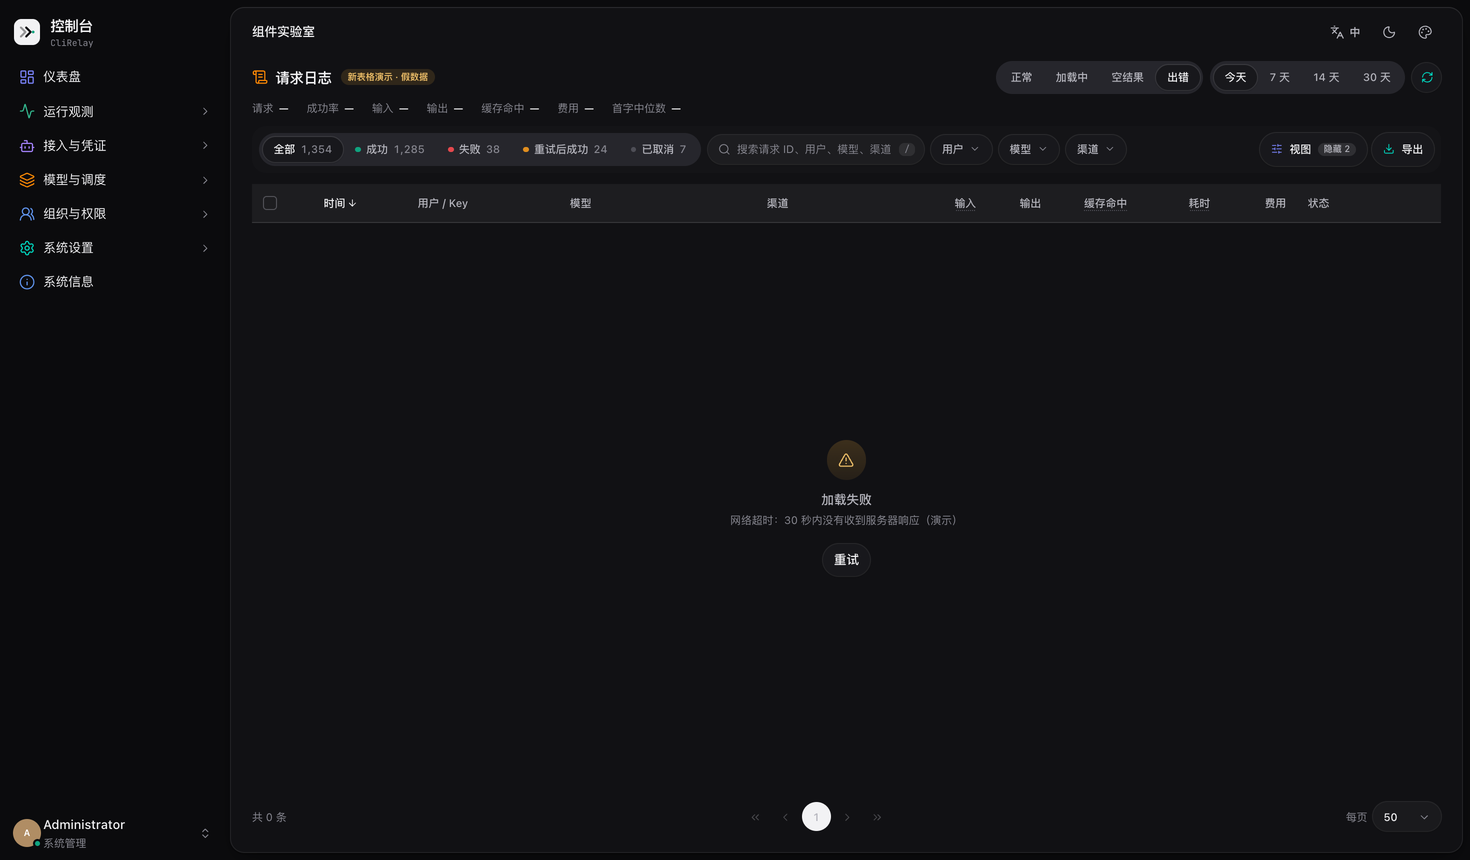 控制台
CliRelay
仪表盘
运行观测
接入与凭证
模型与调度
组织与权限
系统设置
系统信息
A
Administrator
系统管理
组件实验室
中
请求日志 新表格演示 · 假数据
正常 加载中 空结果 出错 今天 7 天 14 天 30 天
请求 — 成功率 — 输入 — 输出 — 缓存命中 — 费用 — 首字中位数 —
全部 1,354 成功 1,285 失败 38 重试后成功 24 已取消 7 搜索请求 ID、用户、模型、渠道 / 用户 模型 渠道 视图 隐藏 2 导出
时间 用户 / Key 模型 渠道 输入 输出 缓存命中 耗时 费用 状态
加载失败
网络超时：30 秒内没有收到服务器响应（演示）
重试
共 0 条 1 每页 50